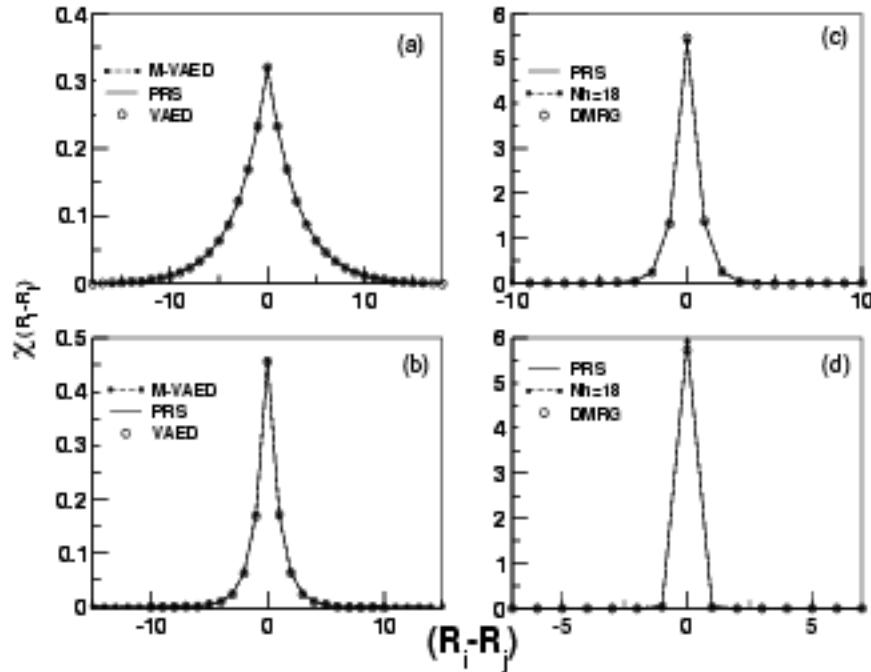 0.4
(a)
M-VAED
PRS
VAED
0.3
0.2
0.1
0
-10
0
10
6
(c)
PRS
Nh=18
DMRG
5
4
3
2
1
0
-10
0
10
χ(Ri-Rj)
0.5
(b)
M-VAED
PRS
VAED
0.4
0.3
0.2
0.1
0
-10
0
10
6
(d)
PRS
Nh=18
DMRG
5
4
3
2
1
0
-5
0
5
(Ri-Rj)